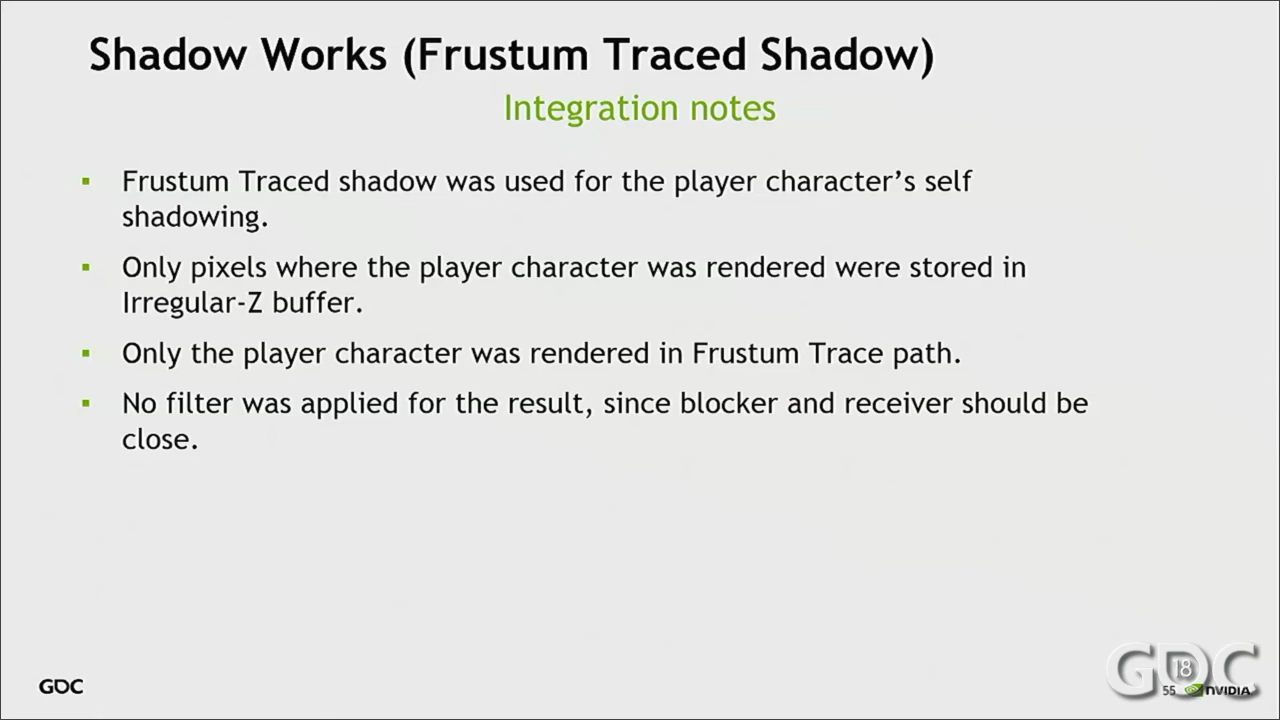 Shadow Works (Frustum Traced Shadow)
Integration notes
▪ Frustum Traced shadow was used for the player character’s self
shadowing.
▪ Only pixels where the player character was rendered were stored in
Irregular-Z buffer.
▪ Only the player character was rendered in Frustum Trace path.
▪ No filter was applied for the result, since blocker and receiver should be
close.
GDC
GDC 18
55 NVIDIA